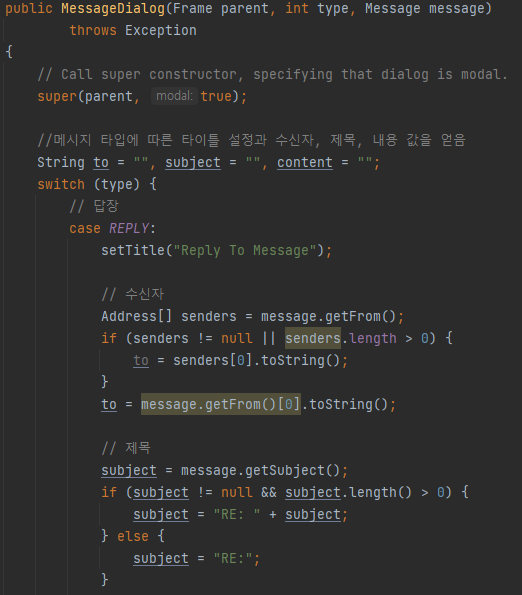 public MessageDialog(Frame parent, int type, Message message)
        throws Exception
{
    // Call super constructor, specifying that dialog is modal.
    super(parent, modal: true);
    //메시지 타입에 따른 타이틀 설정과 수신자, 제목, 내용 값을 얻음
    String to = "", subject = "", content = "";
    switch (type) {
        // 답장
        case REPLY:
            setTitle("Reply To Message");
            // 수신자
            Address[] senders = message.getFrom();
            if (senders != null || senders.length > 0) {
                to = senders[0].toString();
            }
            to = message.getFrom()[0].toString();
            // 제목
            subject = message.getSubject();
            if (subject != null && subject.length() > 0) {
                subject = "RE: " + subject;
            } else {
                subject = "RE:";
            }